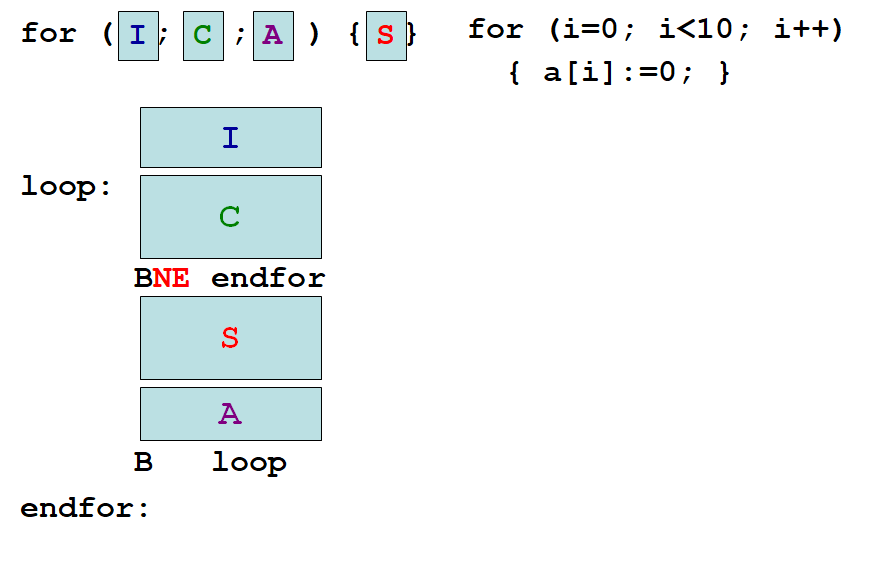 for ( I ; C ; A ) { S }
for (i=0; i<10; i++)
{ a[i]:=0; }
I
loop:
C
BNE endfor
S
A
B loop
endfor: